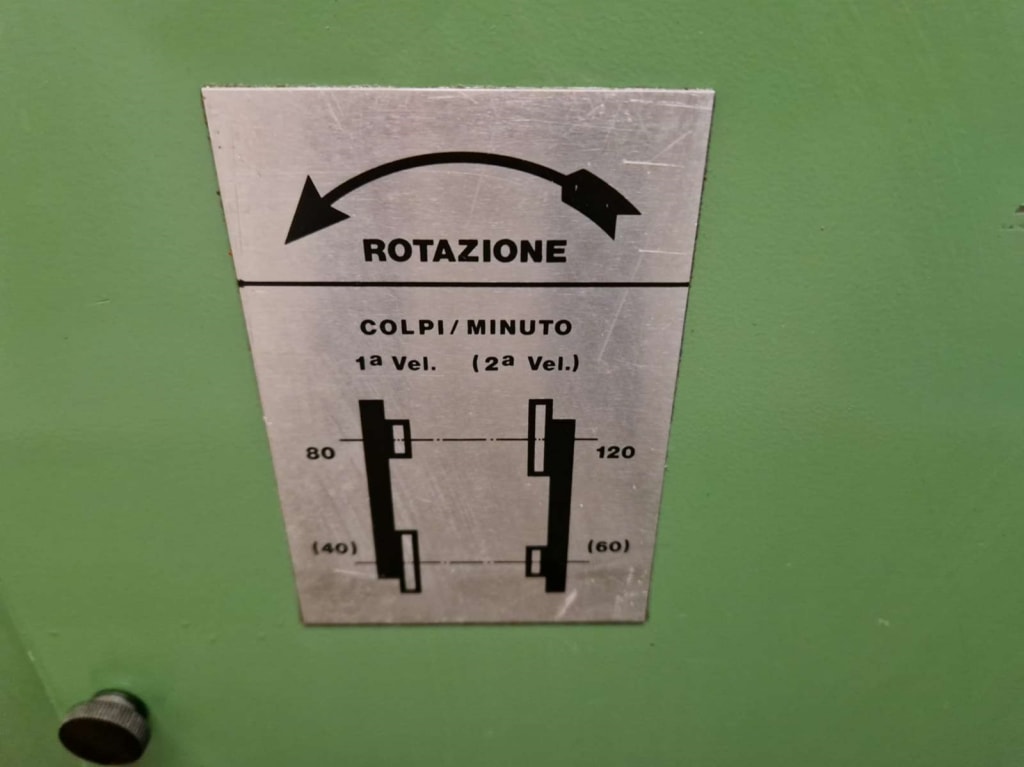 ROTAZIONE
COLPI/MINUTO
1ª Vel. (2ª Vel.)
80 120
(40) (60)